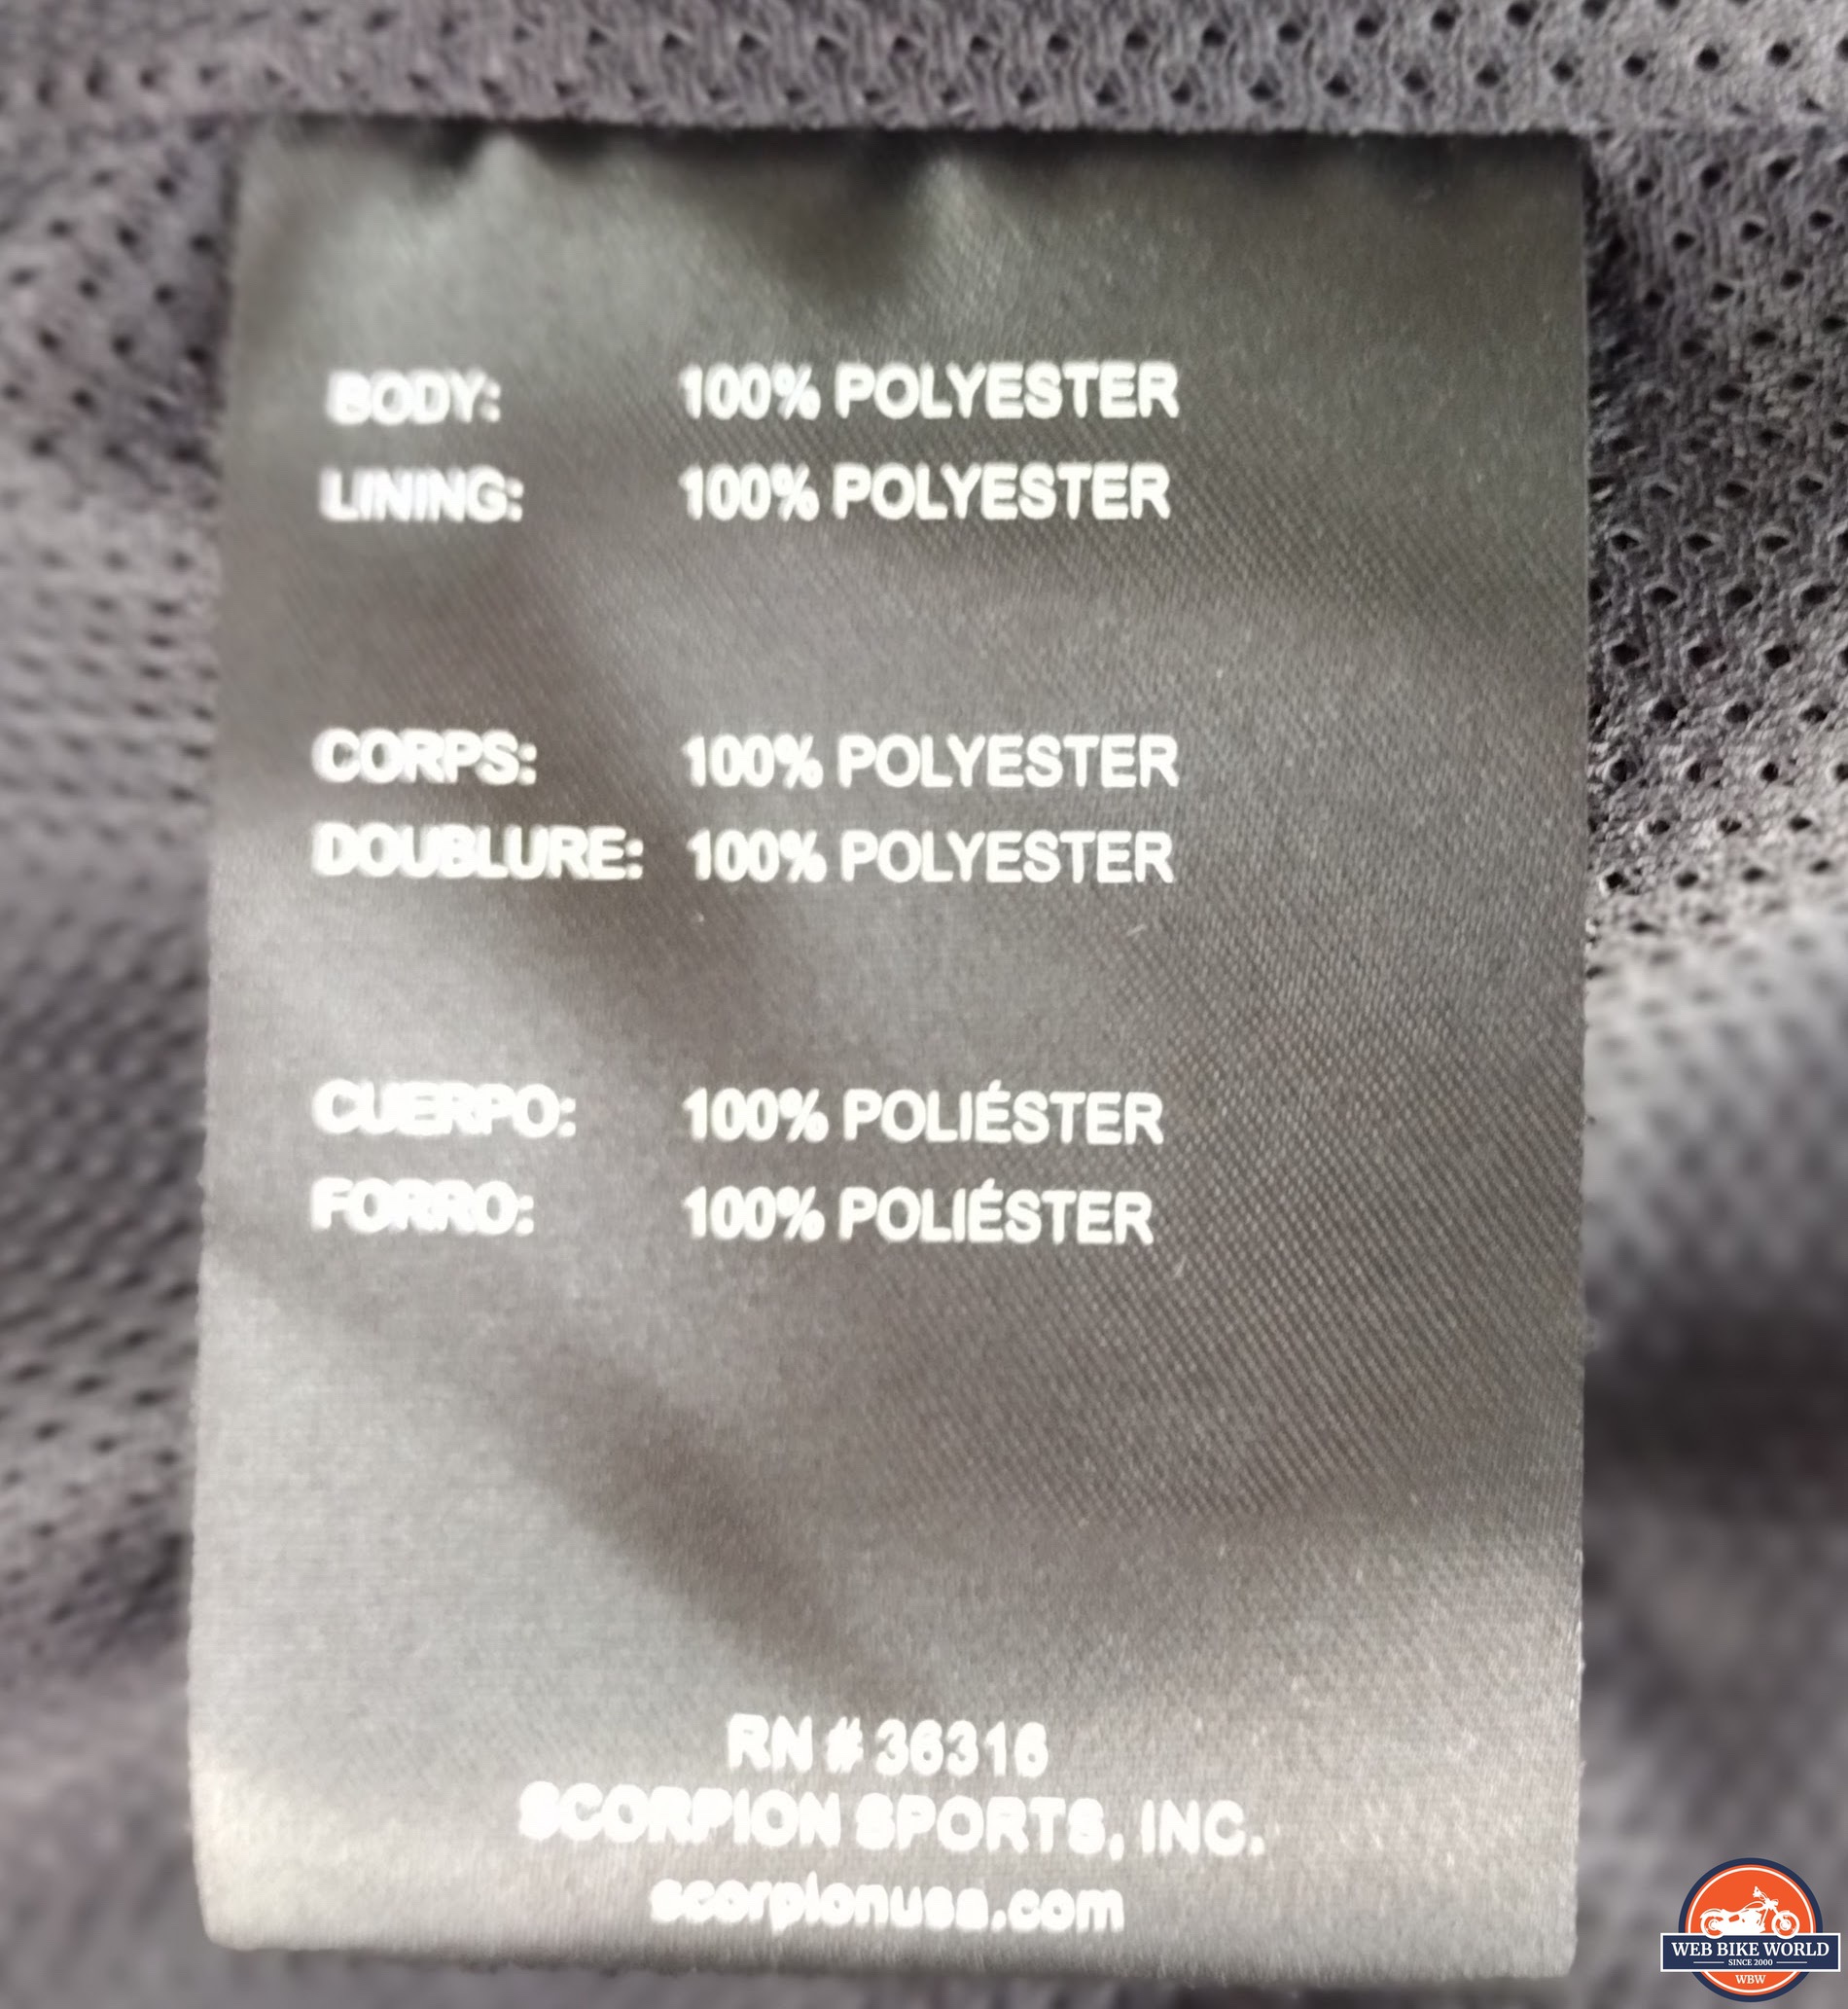 BODY: 100% POLYESTER
LINING: 100% POLYESTER
CORPS: 100% POLYESTER
DOUBLURE: 100% POLYESTER
CUERPO: 100% POLIÉSTER
FORRO: 100% POLIÉSTER
RN # 36316
SCORPION SPORTS, INC.
scorpionusa.com
WEB BIKE WORLD
SINCE 2000
WBW